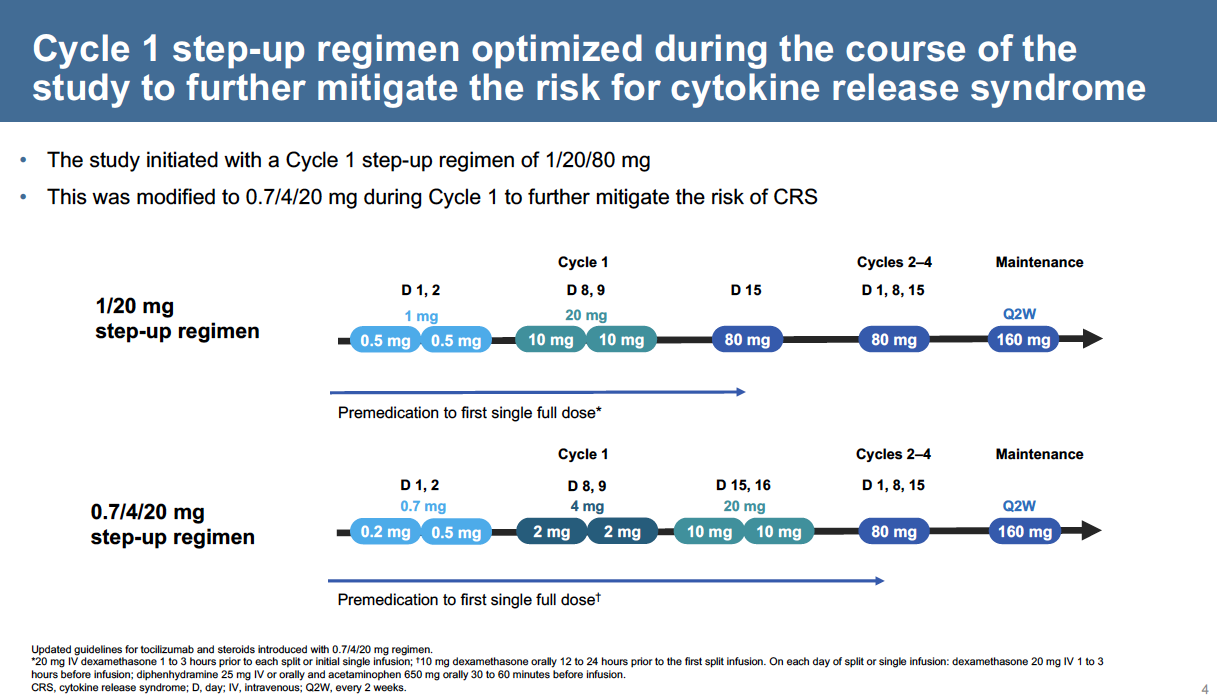 Cycle 1 step-up regimen optimized during the course of the
study to further mitigate the risk for cytokine release syndrome
• The study initiated with a Cycle 1 step-up regimen of 1/20/80 mg
• This was modified to 0.7/4/20 mg during Cycle 1 to further mitigate the risk of CRS
Cycle 1 Cycles 2–4 Maintenance
D 1, 2 D 8, 9 D 15 D 1, 8, 15
1/20 mg
step-up regimen
1 mg 20 mg Q2W
0.5 mg 0.5 mg 10 mg 10 mg 80 mg 80 mg 160 mg
Premedication to first single full dose*
Cycle 1 Cycles 2–4 Maintenance
D 1, 2 D 8, 9 D 15, 16 D 1, 8, 15
0.7/4/20 mg
step-up regimen
0.7 mg 4 mg 20 mg Q2W
0.2 mg 0.5 mg 2 mg 2 mg 10 mg 10 mg 80 mg 160 mg
Premedication to first single full dose†
Updated guidelines for tocilizumab and steroids introduced with 0.7/4/20 mg regimen.
*20 mg IV dexamethasone 1 to 3 hours prior to each split or initial single infusion; †10 mg dexamethasone orally 12 to 24 hours prior to the first split infusion. On each day of split or single infusion: dexamethasone 20 mg IV 1 to 3
hours before infusion; diphenhydramine 25 mg IV or orally and acetaminophen 650 mg orally 30 to 60 minutes before infusion.
CRS, cytokine release syndrome; D, day; IV, intravenous; Q2W, every 2 weeks.
4